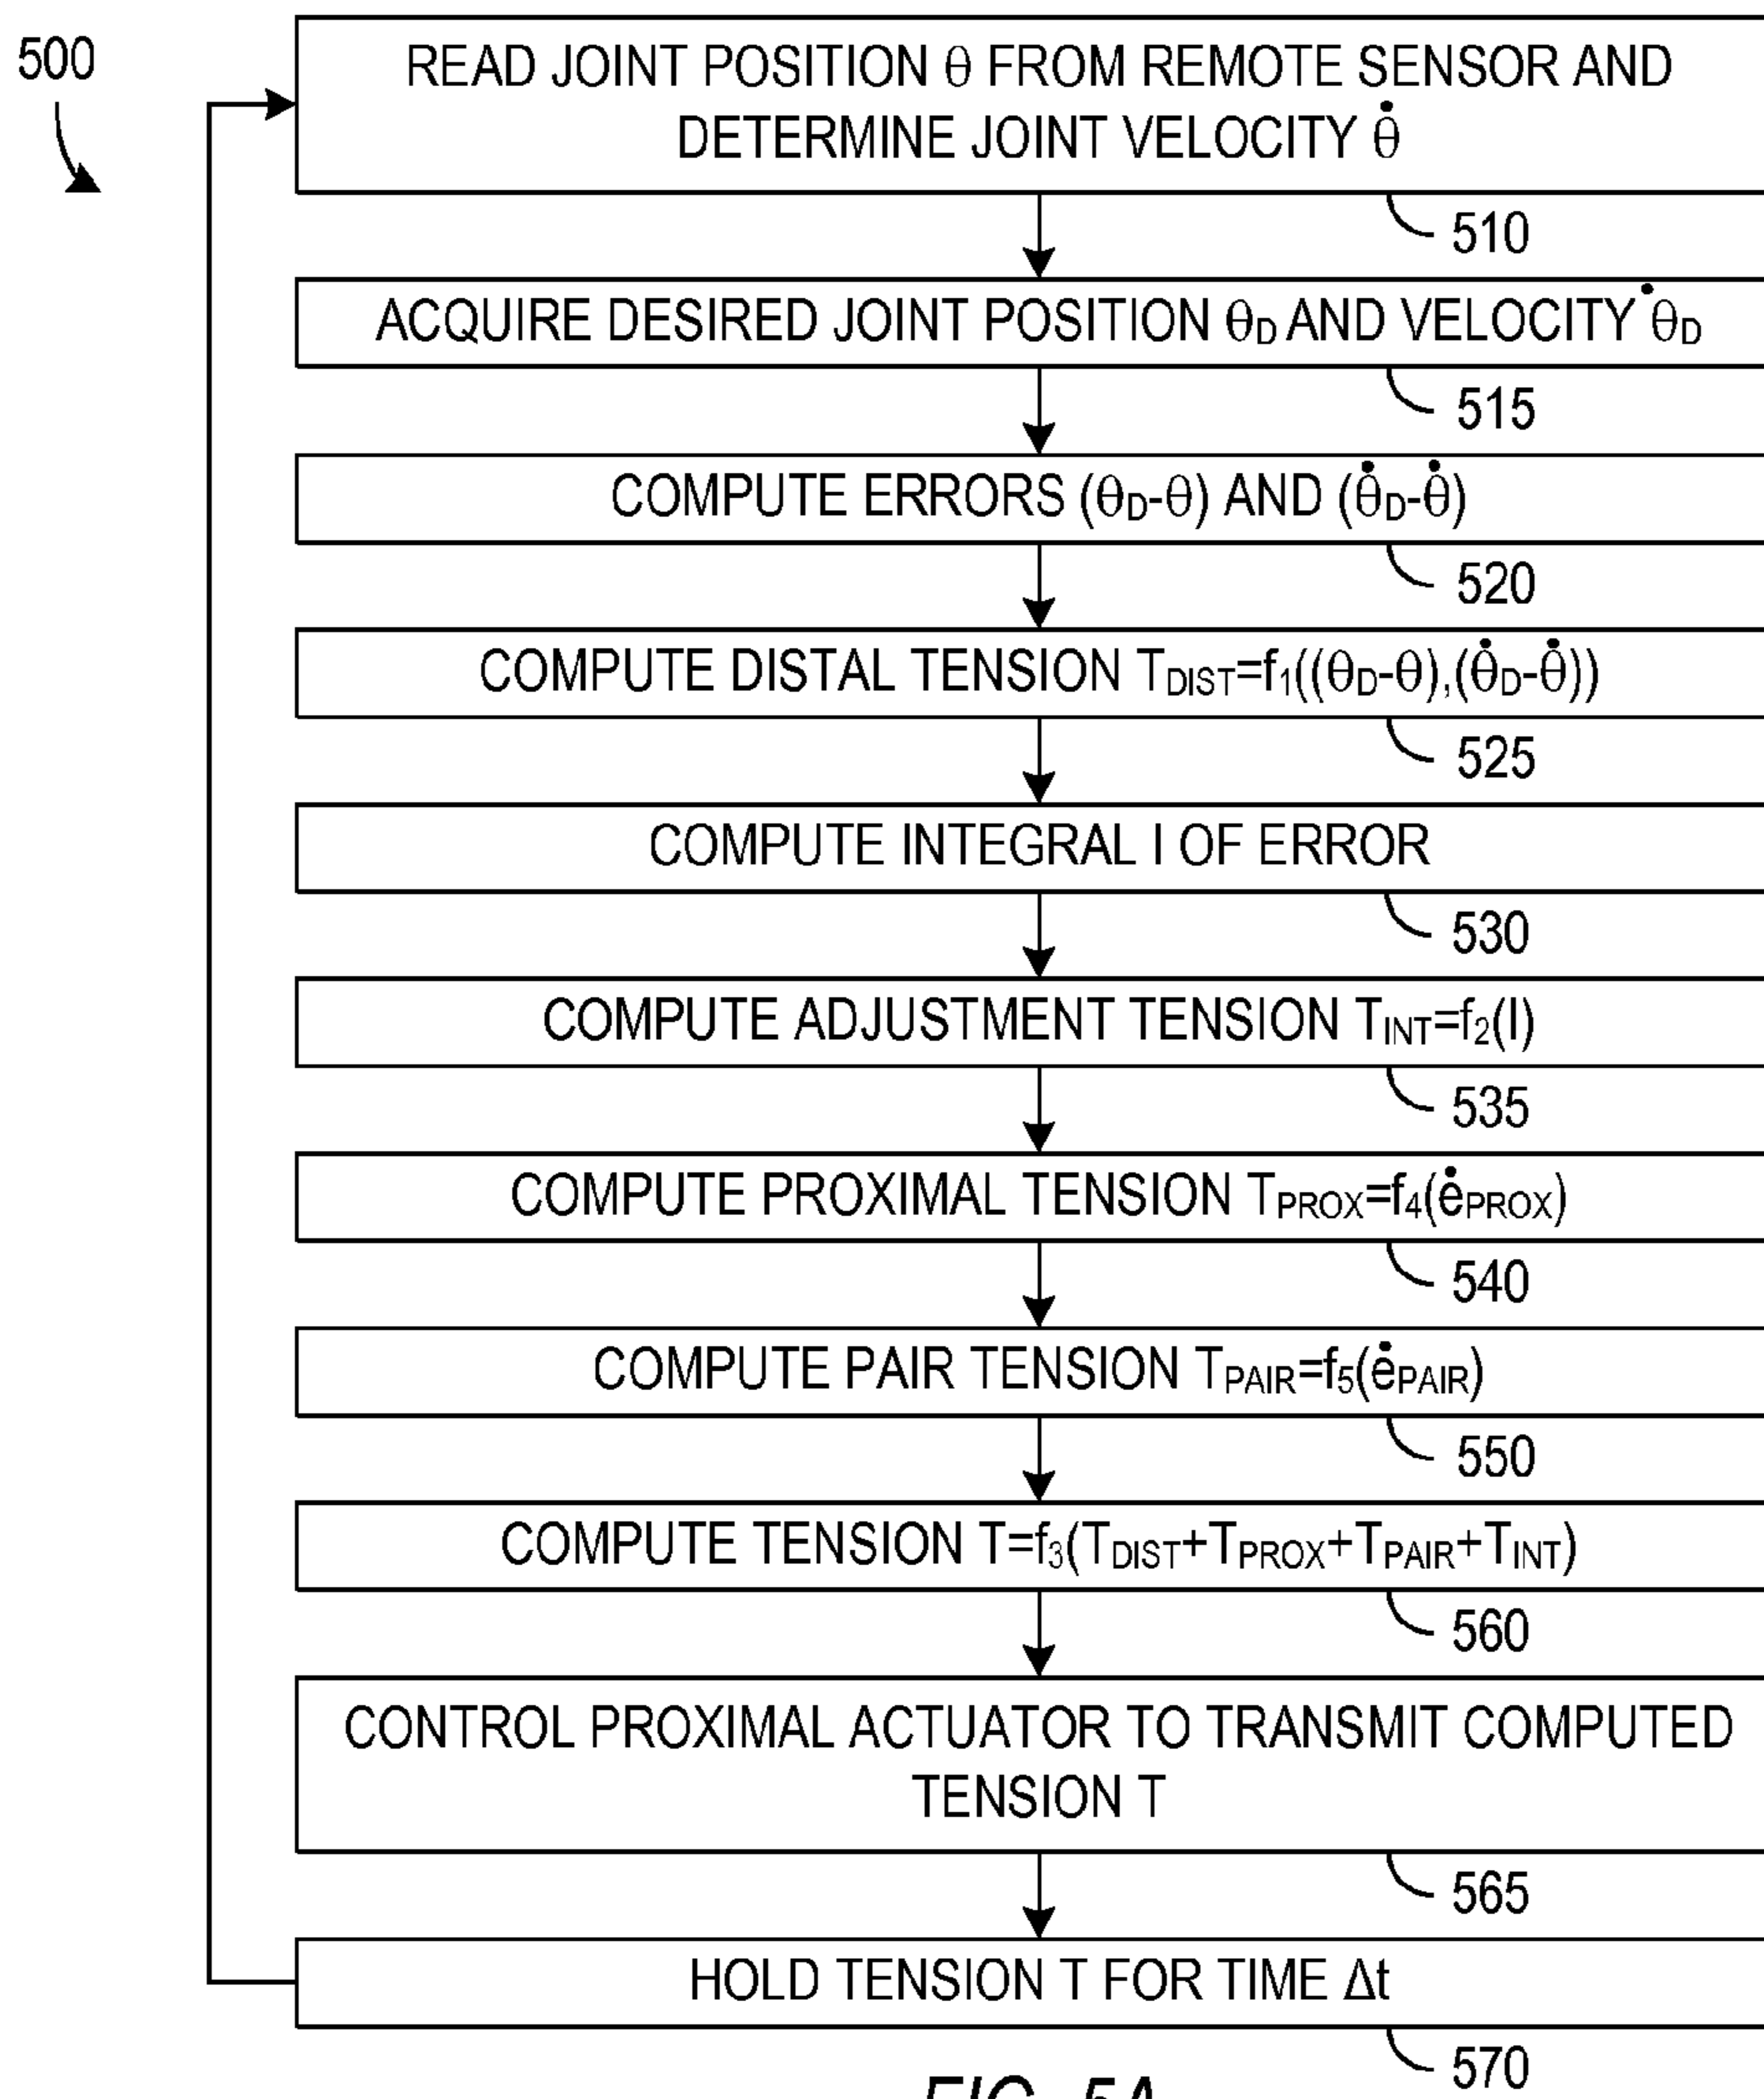 500
READ JOINT POSITION θ FROM REMOTE SENSOR AND
DETERMINE JOINT VELOCITY θ̇
510
ACQUIRE DESIRED JOINT POSITION θD AND VELOCITY θ̇D
515
COMPUTE ERRORS (θD-θ) AND (θ̇D-θ̇)
520
COMPUTE DISTAL TENSION TDIST=f1((θD-θ),(θ̇D-θ̇))
525
COMPUTE INTEGRAL I OF ERROR
530
COMPUTE ADJUSTMENT TENSION TINT=f2(I)
535
COMPUTE PROXIMAL TENSION TPROX=f4(ėPROX)
540
COMPUTE PAIR TENSION TPAIR=f5(ėPAIR)
550
COMPUTE TENSION T=f3(TDIST+TPROX+TPAIR+TINT)
560
CONTROL PROXIMAL ACTUATOR TO TRANSMIT COMPUTED
TENSION T
565
HOLD TENSION T FOR TIME Δt
570
FIG. 5A